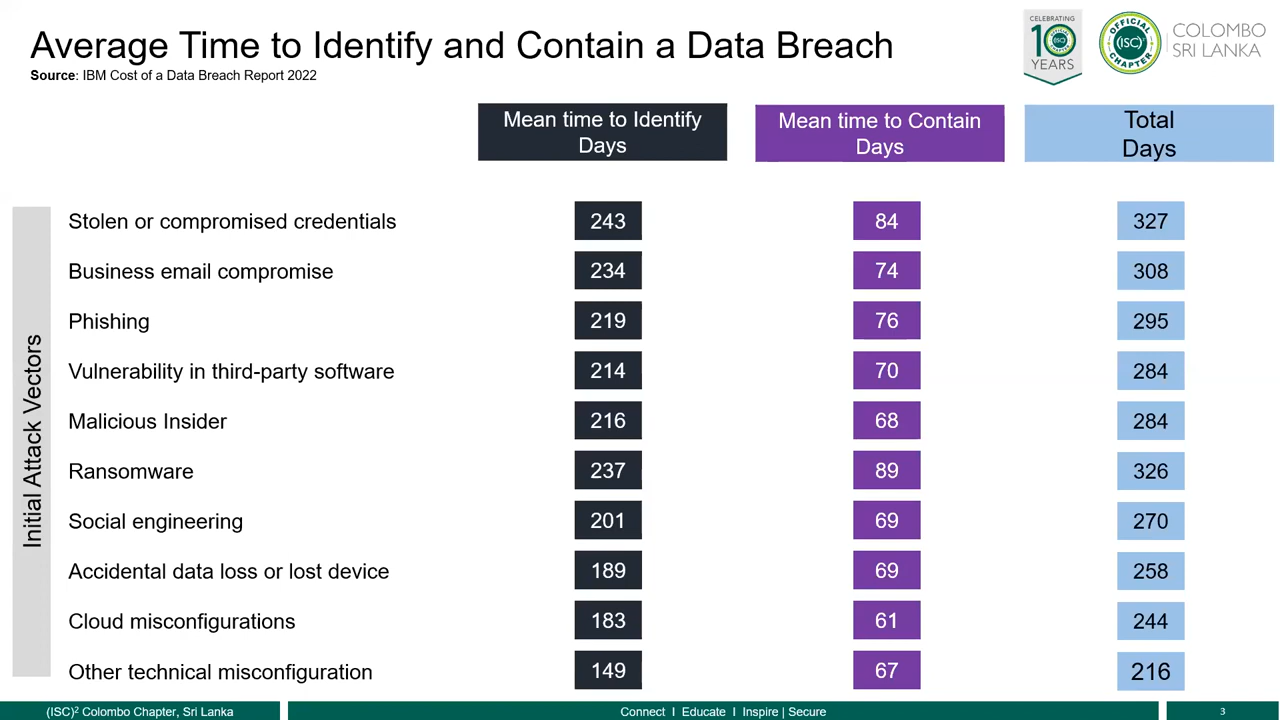 Average Time to Identify and Contain a Data Breach
Source: IBM Cost of a Data Breach Report 2022
CELEBRATING
10
YEARS
OFFICIAL
(ISC)²
CHAPTER
COLOMBO
SRI LANKA
Mean time to Identify
Days
Mean time to Contain
Days
Total
Days
Initial Attack Vectors
Stolen or compromised credentials 243 84 327
Business email compromise 234 74 308
Phishing 219 76 295
Vulnerability in third-party software 214 70 284
Malicious Insider 216 68 284
Ransomware 237 89 326
Social engineering 201 69 270
Accidental data loss or lost device 189 69 258
Cloud misconfigurations 183 61 244
Other technical misconfiguration 149 67 216
(ISC)² Colombo Chapter, Sri Lanka Connect I Educate I Inspire | Secure 3